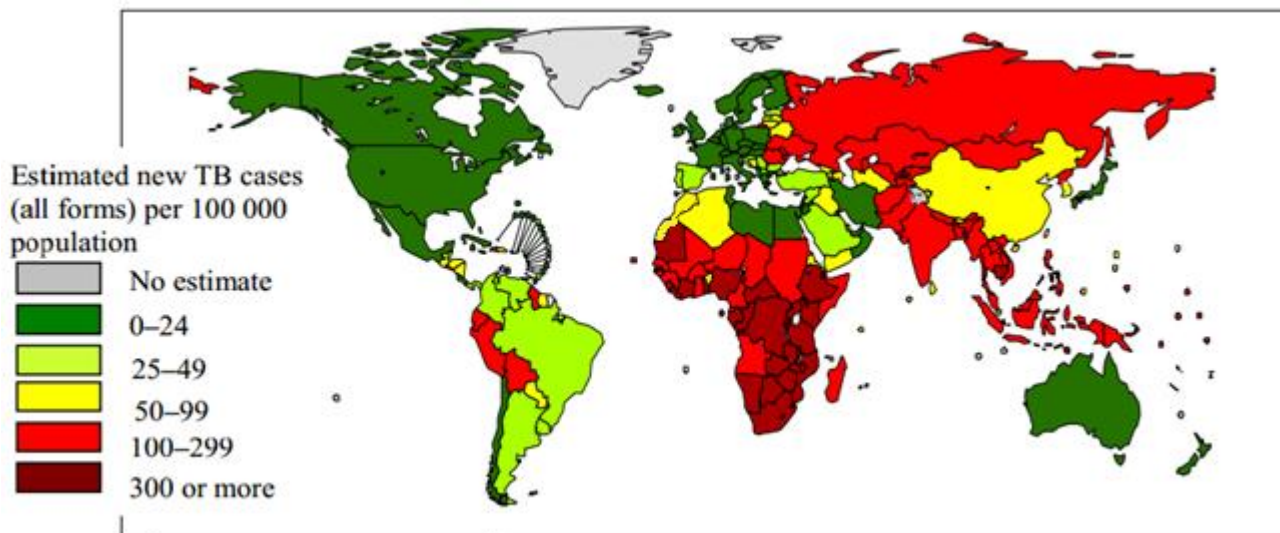 Estimated new TB cases
(all forms) per 100 000
population
No estimate
0–24
25–49
50–99
100–299
300 or more